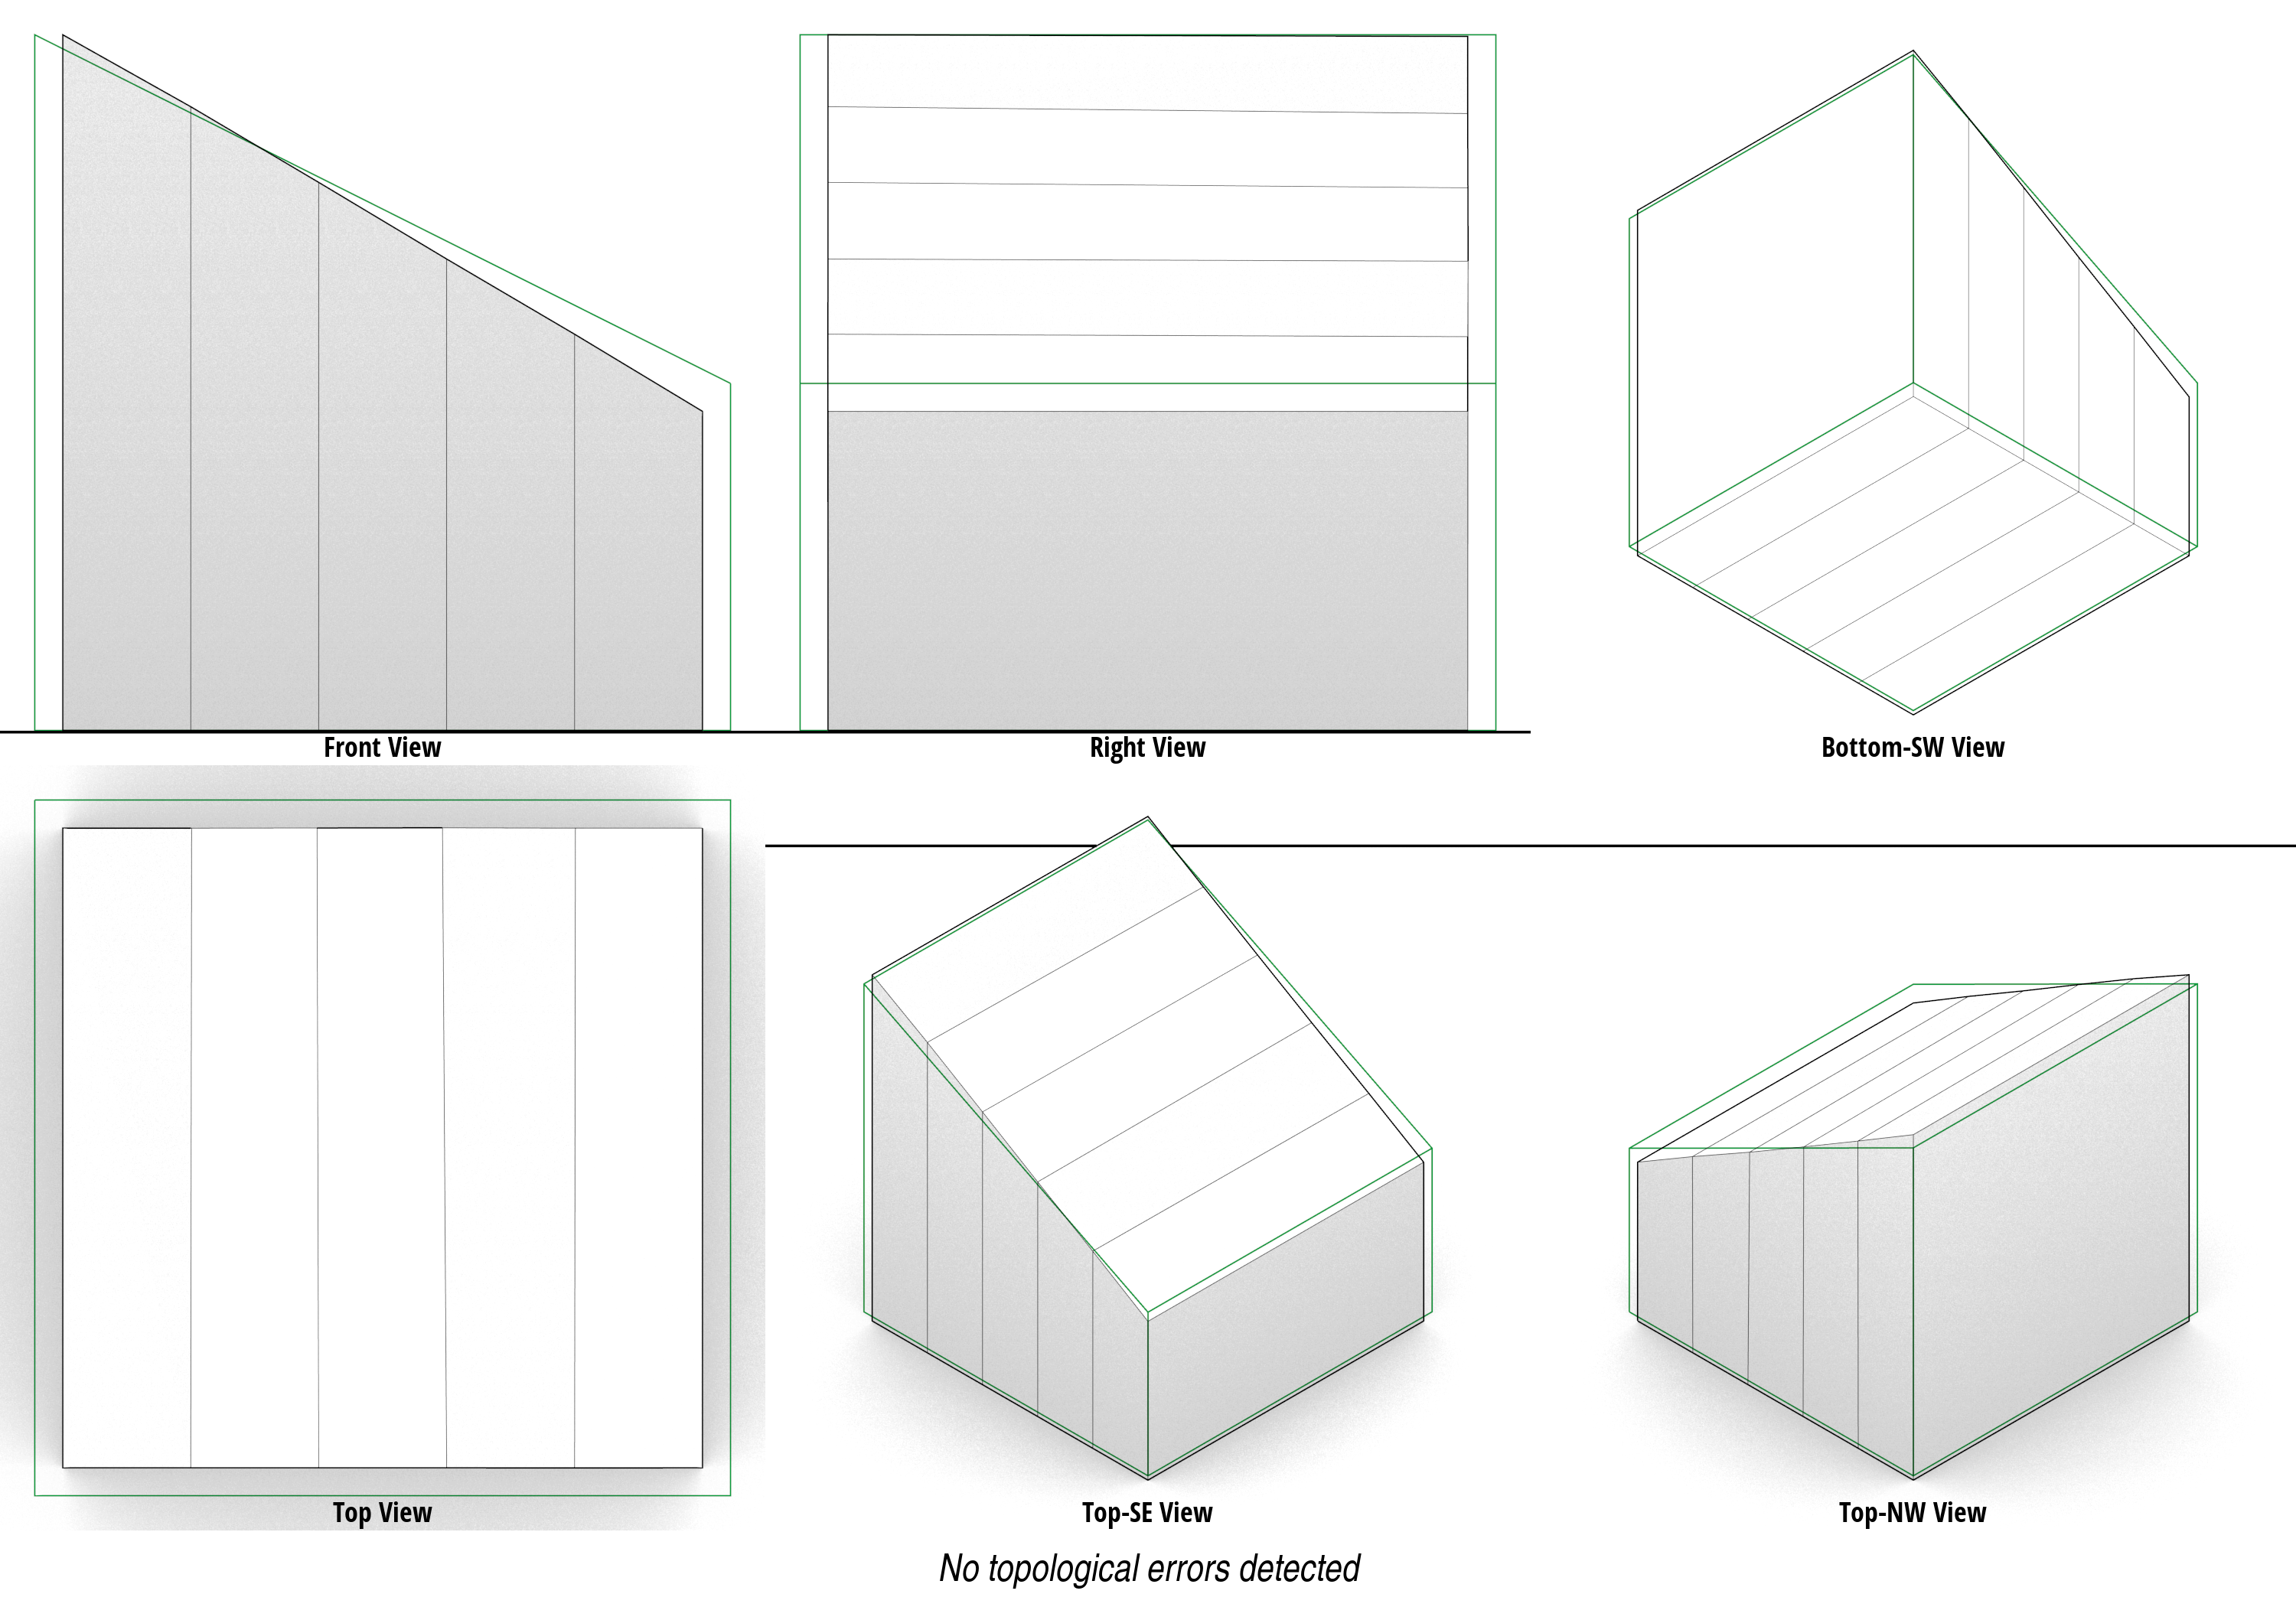 Front View
Right View
Bottom-SW View
Top View
Top-SE View
Top-NW View
No topological errors detected